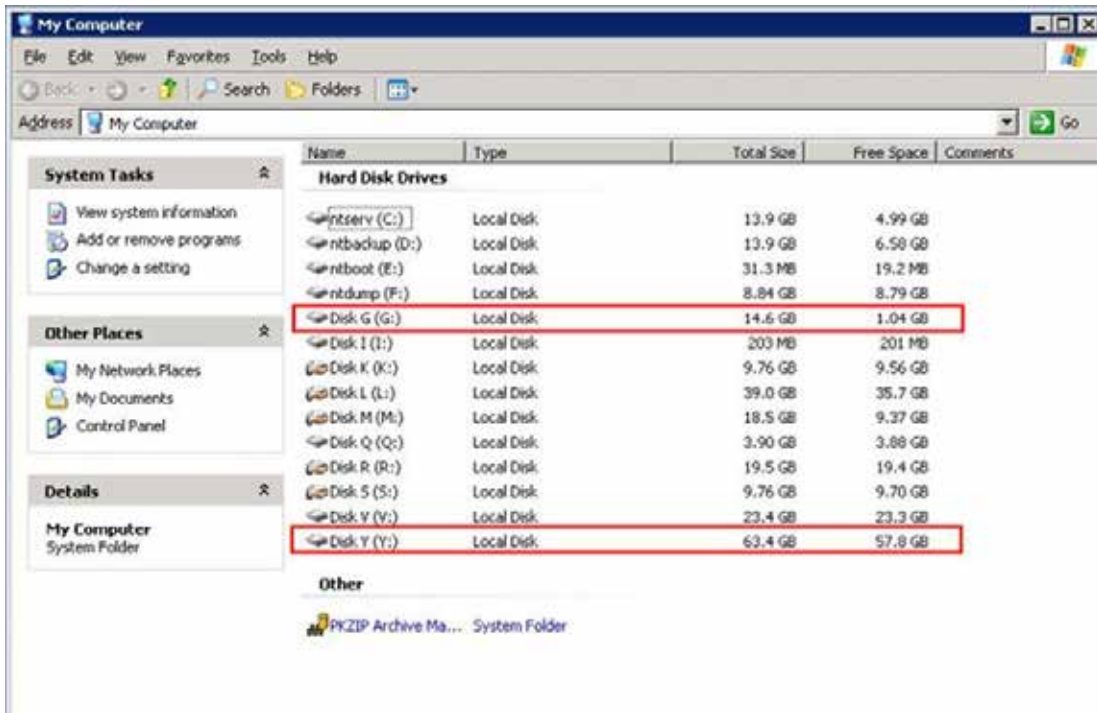 My Computer
File Edit View Favorites Tools Help
Back Search Folders
Address My Computer Go
System Tasks
View system information
Add or remove programs
Change a setting
Other Places
My Network Places
My Documents
Control Panel
Details
My Computer
System Folder
Name Type Total Size Free Space Comments
Hard Disk Drives
ntserv (C:) Local Disk 13.9 GB 4.99 GB
ntbackup (D:) Local Disk 13.9 GB 6.58 GB
ntboot (E:) Local Disk 31.3 MB 19.2 MB
ntdump (F:) Local Disk 8.84 GB 8.79 GB
Disk G (G:) Local Disk 14.6 GB 1.04 GB
Disk I (I:) Local Disk 203 MB 201 MB
Disk K (K:) Local Disk 9.76 GB 9.56 GB
Disk L (L:) Local Disk 39.0 GB 35.7 GB
Disk M (M:) Local Disk 18.5 GB 9.37 GB
Disk Q (Q:) Local Disk 3.90 GB 3.88 GB
Disk R (R:) Local Disk 19.5 GB 19.4 GB
Disk S (S:) Local Disk 9.76 GB 9.70 GB
Disk V (V:) Local Disk 23.4 GB 23.3 GB
Disk Y (Y:) Local Disk 63.4 GB 57.8 GB
Other
PKZIP Archive Ma... System Folder